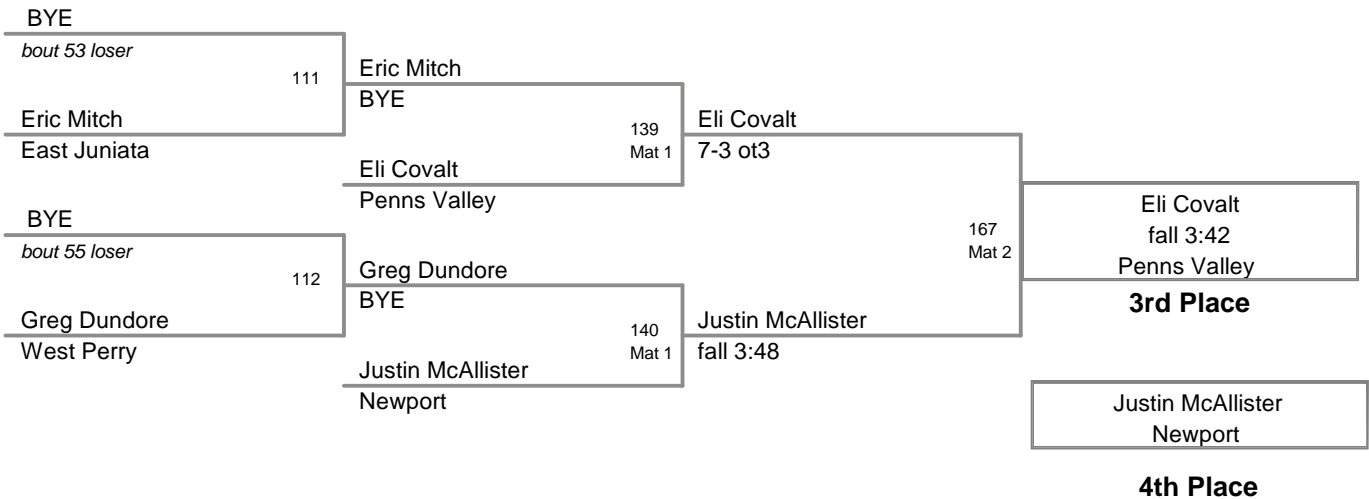 BYE
bout 53 loser
111
Eric Mitch
East Juniata
Eric Mitch
BYE
139
Mat 1
Eli Covalt
Penns Valley
Eli Covalt
7-3 ot3
BYE
bout 55 loser
112
Greg Dundore
West Perry
Greg Dundore
BYE
140
Mat 1
Justin McAllister
Newport
Justin McAllister
fall 3:48
167
Mat 2
Eli Covalt
fall 3:42
Penns Valley
3rd Place
Justin McAllister
Newport
4th Place